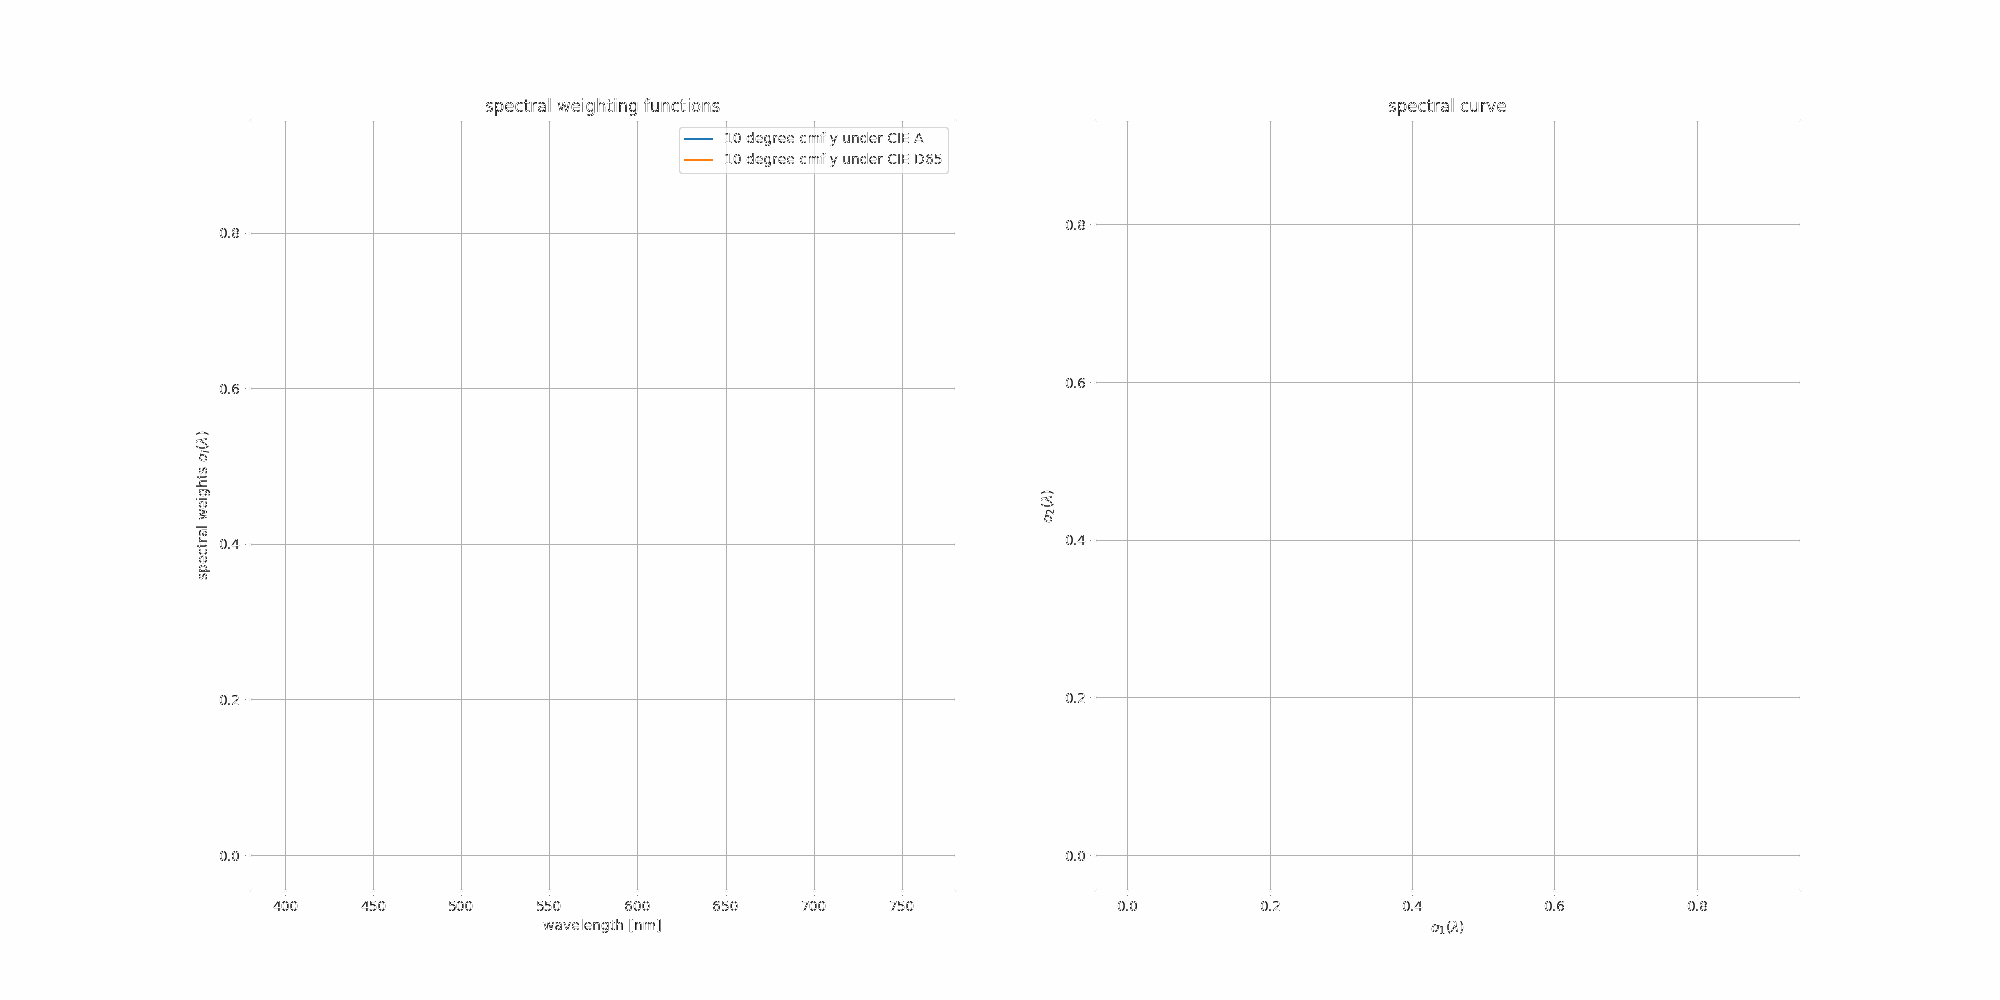 spectral weighting functions
10 degree cmf y under CIE A
10 degree cmf y under CIE D65
0.8
0.6
0.4
0.2
0.0
spectral weights σᵢ(λ)
400 450 500 550 600 650 700 750
wavelength [nm]
spectral curve
0.8
0.6
0.4
0.2
0.0
σ₂(λ)
0.0 0.2 0.4 0.6 0.8
σ₁(λ)